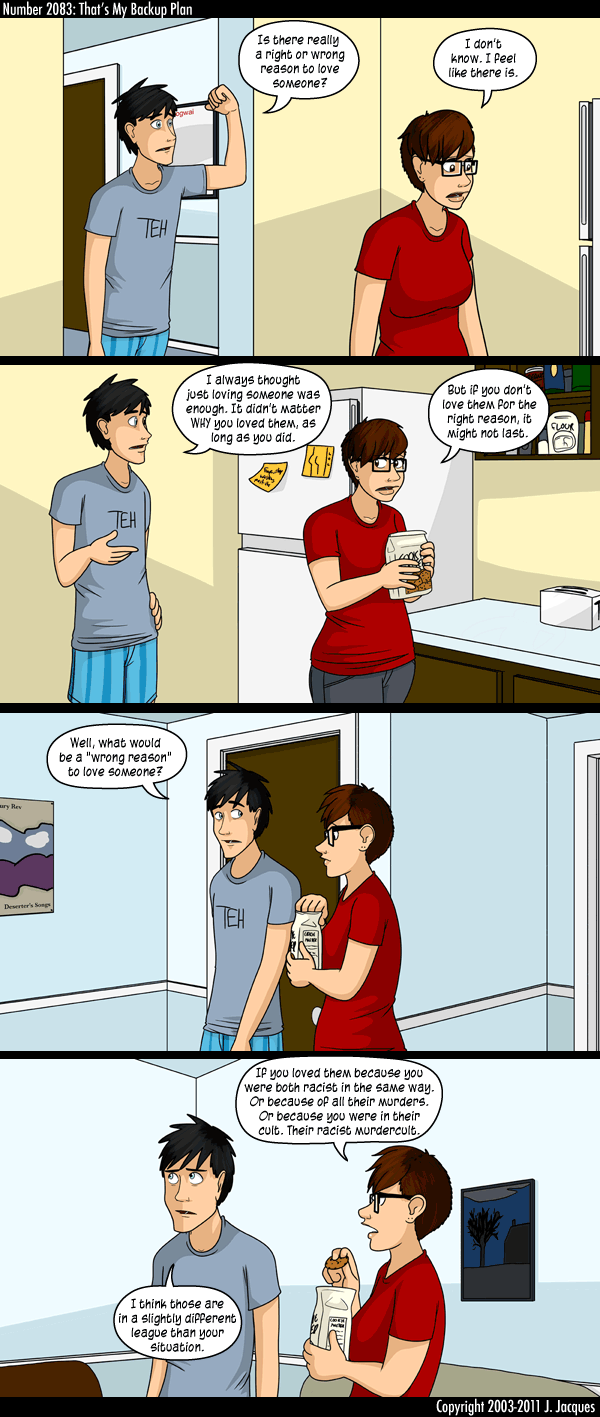 Number 2083: That's My Backup Plan
Is there really
a right or wrong
reason to love
someone?
I don't
know. I feel
like there is.
ogwai
TEH
I always thought
just loving someone was
enough. It didn't matter
WHY you loved them, as
long as you did.
But if you don't
love them for the
right reason, it
might not last.
FLOUR
TEH
COOK
Well, what would
be a "wrong reason"
to love someone?
ury Rev
Deserter's Songs
TEH
If you loved them because you
were both racist in the same way.
Or because of all their murders.
Or because you were in their
cult. Their racist murdercult.
I think those are
in a slightly different
league than your
situation.
Copyright 2003-2011 J. Jacques